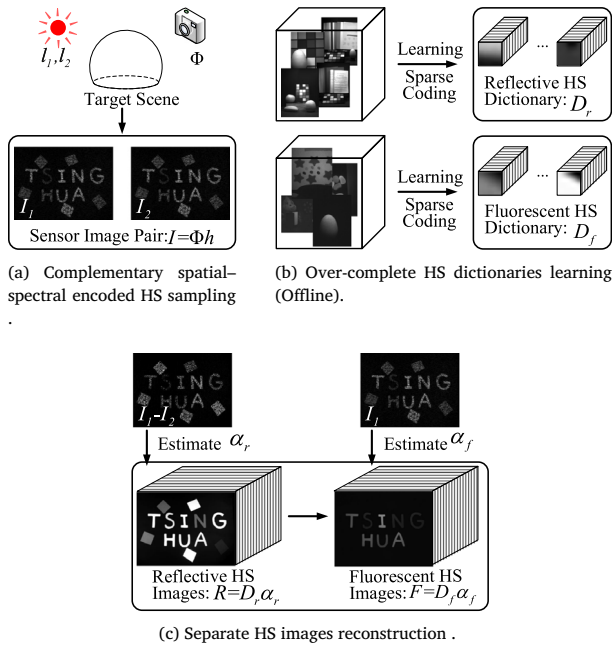 l₁,l₂
Φ
Target Scene
TSING
HUA
I₁
TSING
HUA
I₂
Sensor Image Pair:I=Φh
(a) Complementary spatial–
spectral encoded HS sampling
.
Learning
Sparse
Coding
...
Reflective HS
Dictionary: Dᵣ
Learning
Sparse
Coding
...
Fluorescent HS
Dictionary: D_f
(b) Over-complete HS dictionaries learning
(Offline).
TSING
HUA
I₁-I₂
Estimate αᵣ
TSING
HUA
I₁
Estimate α_f
TSING
HUA
Reflective HS
Images: R=Dᵣαᵣ
TSING
HUA
Fluorescent HS
Images: F=D_fα_f
(c) Separate HS images reconstruction .